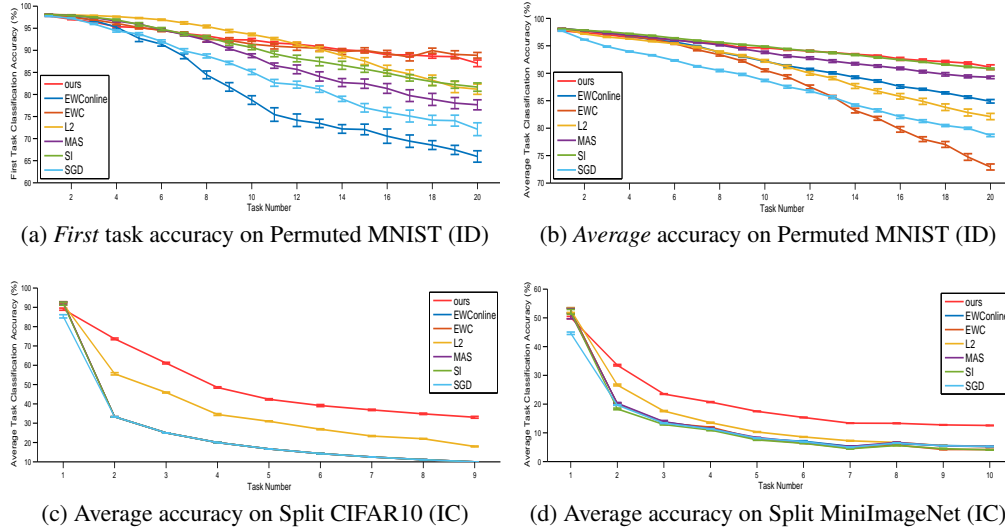 First Task Classification Accuracy (%)
100
95
90
85
80
75
70
65
60
ours
EWConline
EWC
L2
MAS
SI
SGD
2
4
6
8
10
12
14
16
18
20
Task Number
(a) First task accuracy on Permuted MNIST (ID)
Average Task Classification Accuracy (%)
100
95
90
85
80
75
70
ours
EWConline
EWC
L2
MAS
SI
SGD
2
4
6
8
10
12
14
16
18
20
Task Number
(b) Average accuracy on Permuted MNIST (ID)
Average Task Classification Accuracy (%)
100
90
80
70
60
50
40
30
20
10
ours
EWConline
EWC
L2
MAS
SI
SGD
1
2
3
4
5
6
7
8
9
Task Number
(c) Average accuracy on Split CIFAR10 (IC)
Average Task Classification Accuracy (%)
60
50
40
30
20
10
0
ours
EWConline
EWC
L2
MAS
SI
SGD
1
2
3
4
5
6
7
8
9
10
Task Number
(d) Average accuracy on Split MiniImageNet (IC)